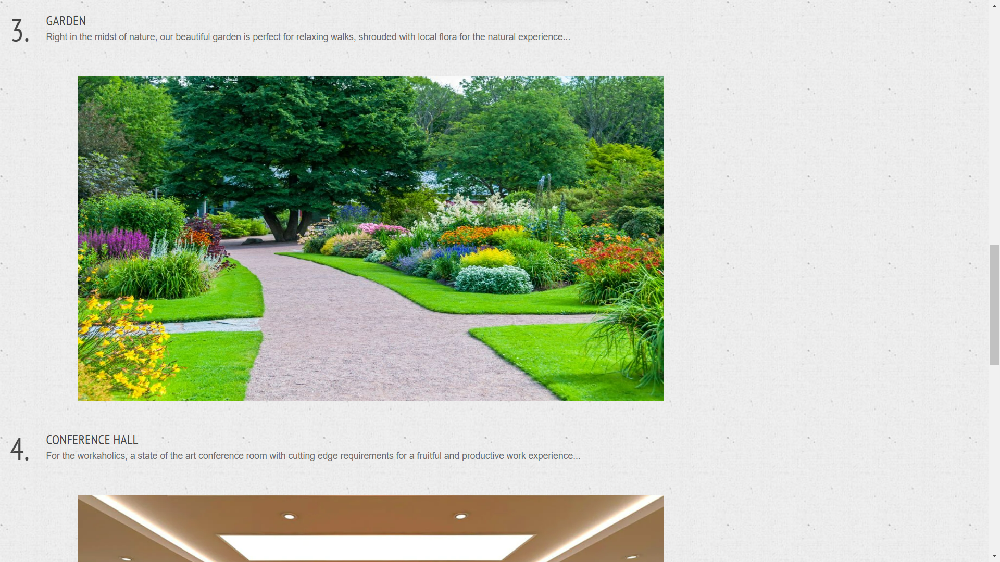 3.
GARDEN
Right in the midst of nature, our beautiful garden is perfect for relaxing walks, shrouded with local flora for the natural experience...
4.
CONFERENCE HALL
For the workaholics, a state of the art conference room with cutting edge requirements for a fruitful and productive work experience...